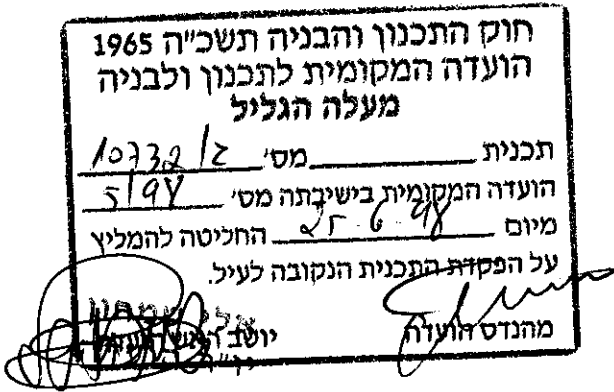 חוק התכנון והבניה תשכ"ה 1965
הועדה המקומית לתכנון ולבניה
מעלה הגליל
תכנית מס' 10732/ג
הועדה המקומית בישיבתה מס' 5/98
מיום 25.6.98 החליטה להמליץ
על הפקדת התכנית הנקובה לעיל.
מהנדס הועדה יושב ראש